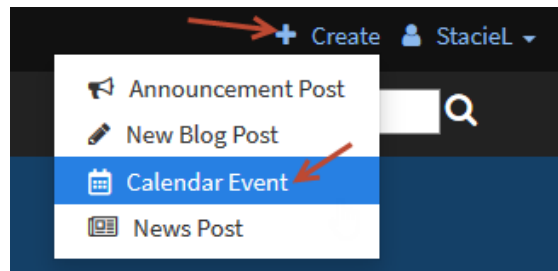 Create StacieL
Announcement Post
New Blog Post
Calendar Event
News Post